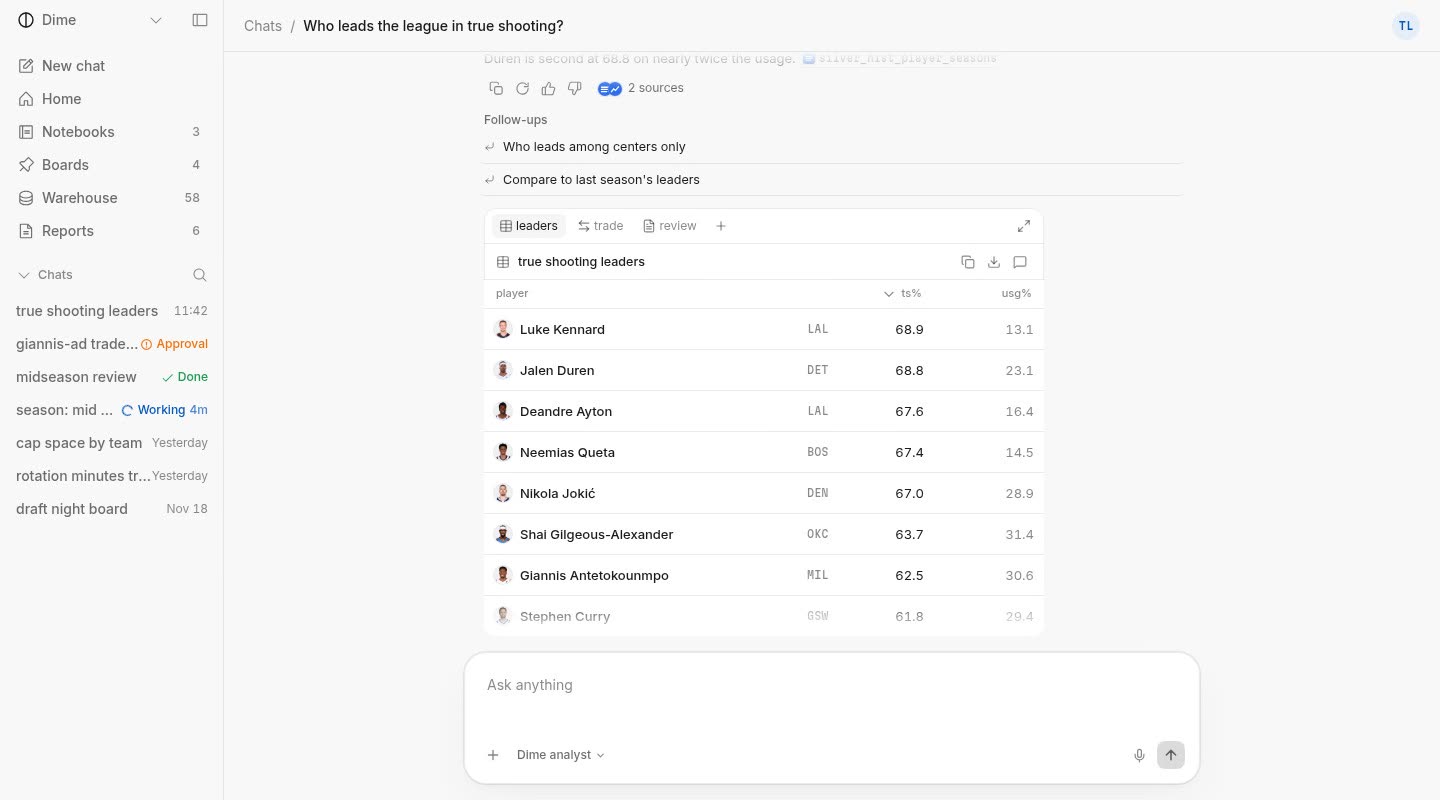 Dime
Chats / Who leads the league in true shooting?
TL
New chat
Home
Notebooks 3
Boards 4
Warehouse 58
Reports 6
Chats
true shooting leaders 11:42
giannis-ad trade... Approval
midseason review Done
season: mid ... Working 4m
cap space by team Yesterday
rotation minutes tr... Yesterday
draft night board Nov 18
Duren is second at 68.8 on nearly twice the usage. silver_hist_player_seasons
2 sources
Follow-ups
Who leads among centers only
Compare to last season's leaders
leaders trade review
true shooting leaders
player ts% usg%
Luke Kennard LAL 68.9 13.1
Jalen Duren DET 68.8 23.1
Deandre Ayton LAL 67.6 16.4
Neemias Queta BOS 67.4 14.5
Nikola Jokić DEN 67.0 28.9
Shai Gilgeous-Alexander OKC 63.7 31.4
Giannis Antetokounmpo MIL 62.5 30.6
Stephen Curry GSW 61.8 29.4
Ask anything
Dime analyst